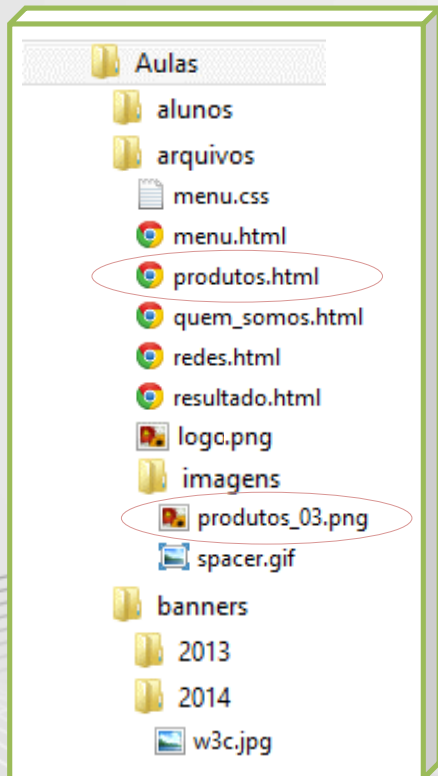 Aulas
alunos
arquivos
menu.css
menu.html
produtos.html
quem_somos.html
redes.html
resultado.html
logo.png
imagens
produtos_03.png
spacer.gif
banners
2013
2014
w3c.jpg